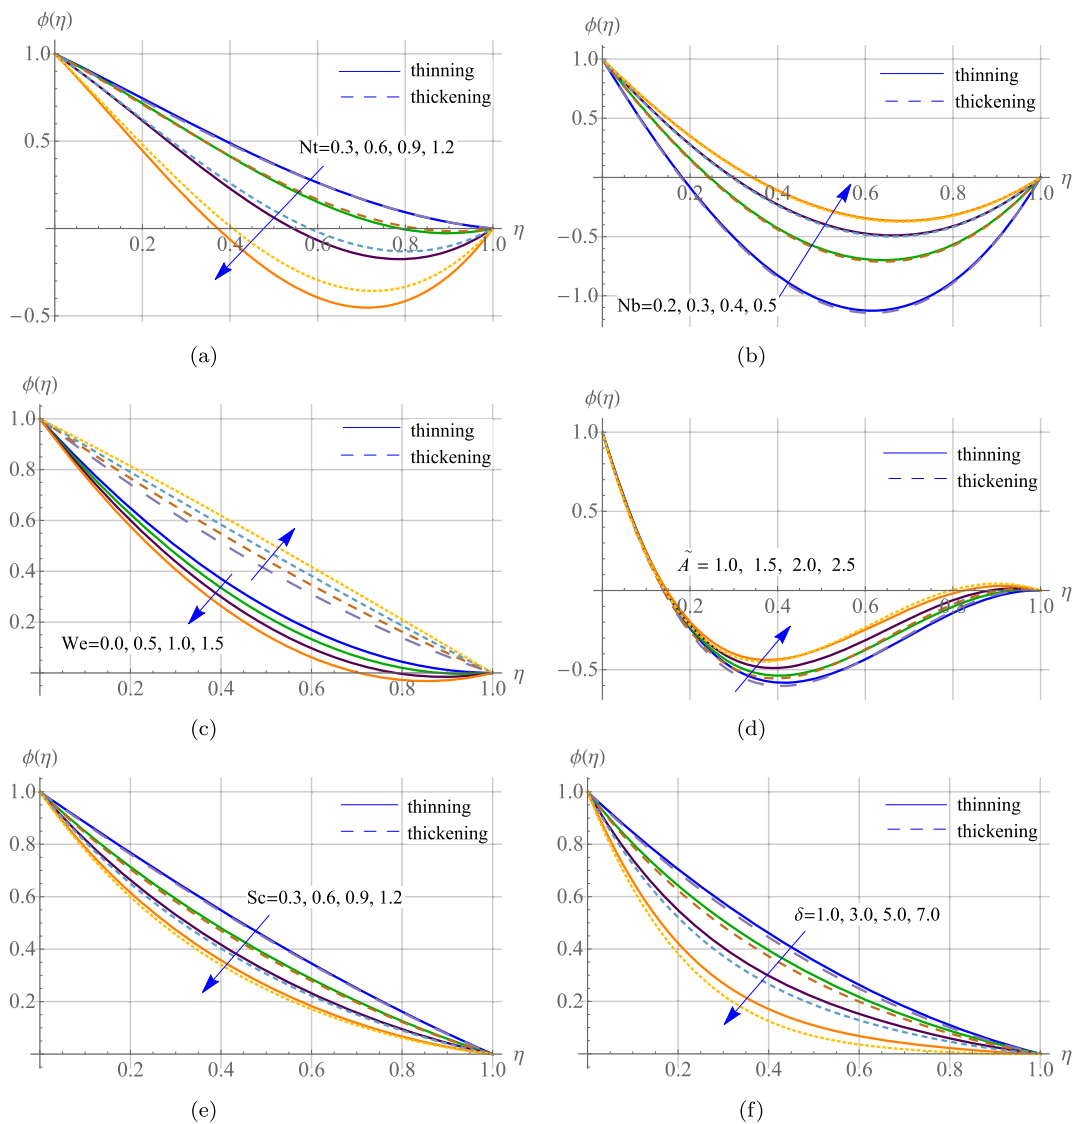 ϕ(η)
1.0
0.5
−0.5
0.2
0.4
0.6
0.8
1.0
η
thinning
thickening
Nt=0.3, 0.6, 0.9, 1.2
(a)
ϕ(η)
1.0
0.5
−0.5
−1.0
0.2
0.4
0.6
0.8
1.0
η
thinning
thickening
Nb=0.2, 0.3, 0.4, 0.5
(b)
ϕ(η)
1.0
0.8
0.6
0.4
0.2
0.2
0.4
0.6
0.8
1.0
η
thinning
thickening
We=0.0, 0.5, 1.0, 1.5
(c)
ϕ(η)
1.0
0.5
−0.5
0.2
0.4
0.6
0.8
1.0
η
thinning
thickening
Ã = 1.0, 1.5, 2.0, 2.5
(d)
ϕ(η)
1.0
0.8
0.6
0.4
0.2
0.2
0.4
0.6
0.8
1.0
η
thinning
thickening
Sc=0.3, 0.6, 0.9, 1.2
(e)
ϕ(η)
1.0
0.8
0.6
0.4
0.2
0.2
0.4
0.6
0.8
1.0
η
thinning
thickening
δ=1.0, 3.0, 5.0, 7.0
(f)